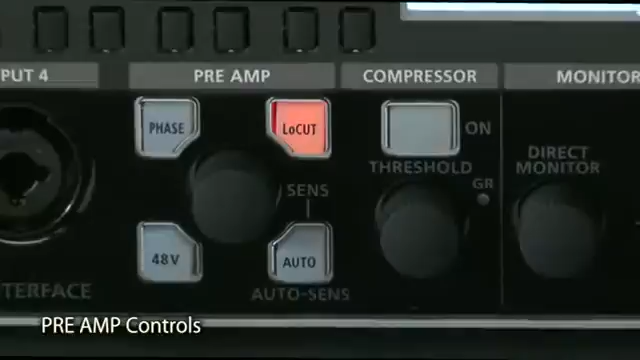 PUT 4
PRE AMP
COMPRESSOR
MONITOR
PHASE
LoCUT
ON
THRESHOLD
DIRECT
MONITOR
SENS
GR
48V
AUTO
TERFACE
AUTO-SENS
PRE AMP Controls